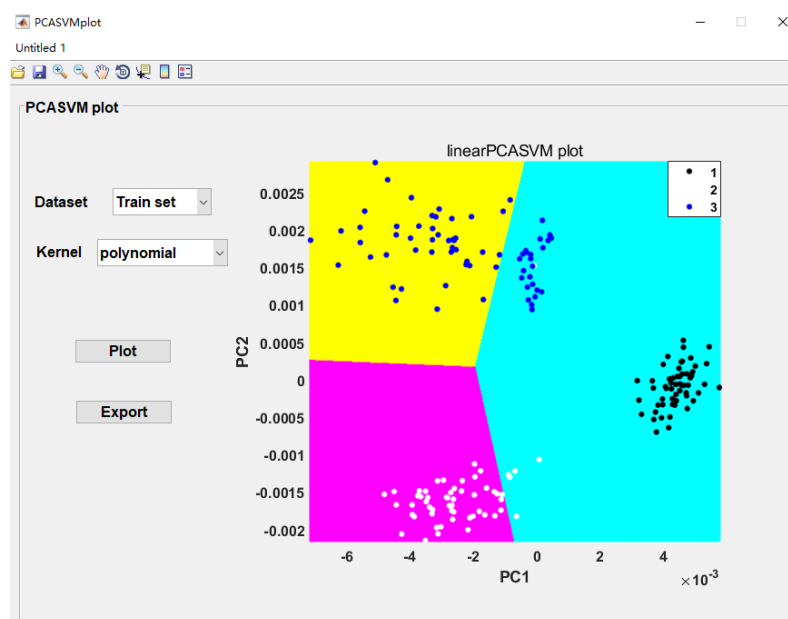 PCASVMplot
Untitled 1
PCASVM plot
Dataset Train set
Kernel polynomial
Plot
Export
linearPCASVM plot
1
2
3
PC2
0.0025
0.002
0.0015
0.001
0.0005
0
-0.0005
-0.001
-0.0015
-0.002
-6 -4 -2 0 2 4
PC1
×10-3